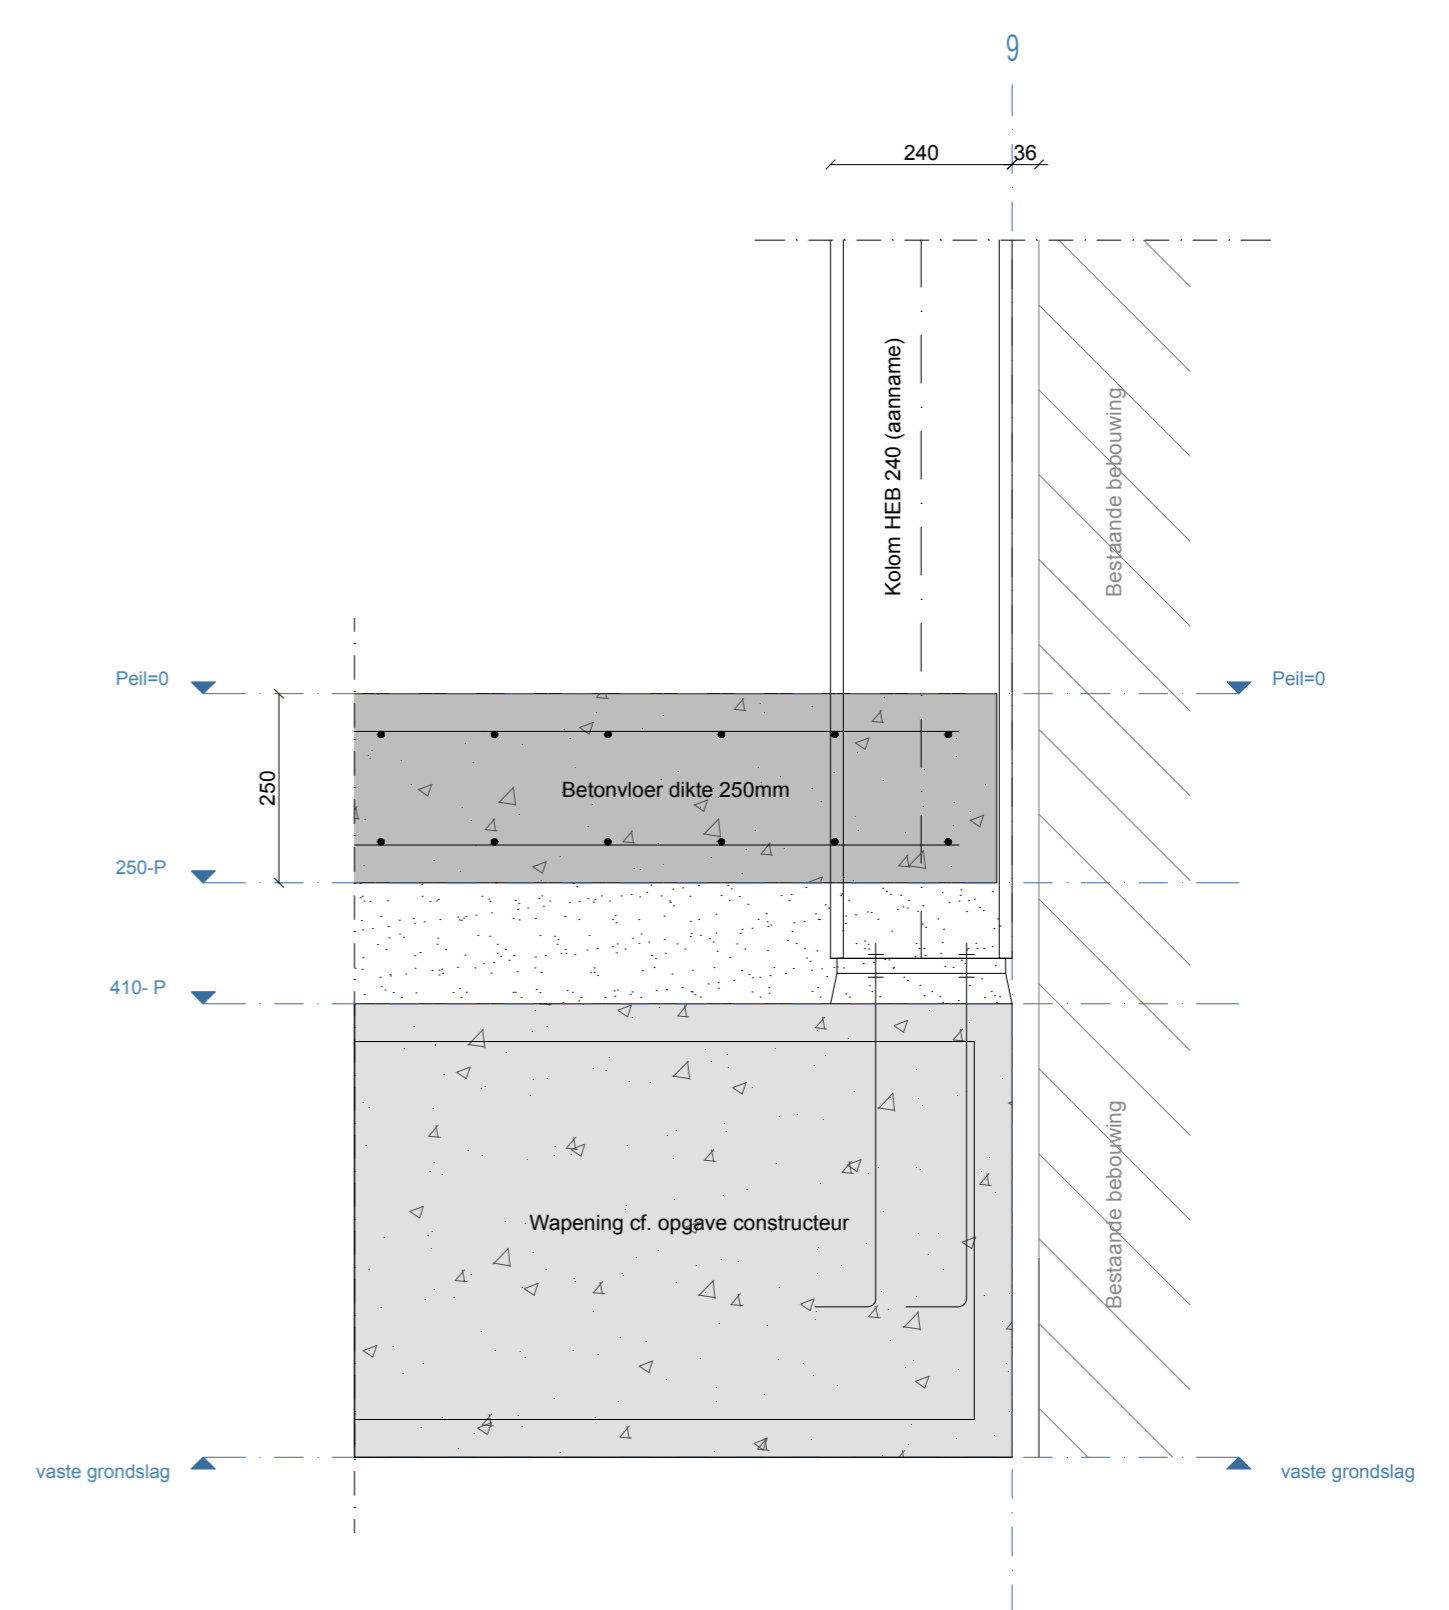 9
240
36
Kolom HEB 240 (aanname)
Bestaande bebouwing
Peil=0
Peil=0
250
Betonvloer dikte 250mm
250-P
410- P
Bestaande bebouwing
Wapening cf. opgave constructeur
vaste grondslag
vaste grondslag